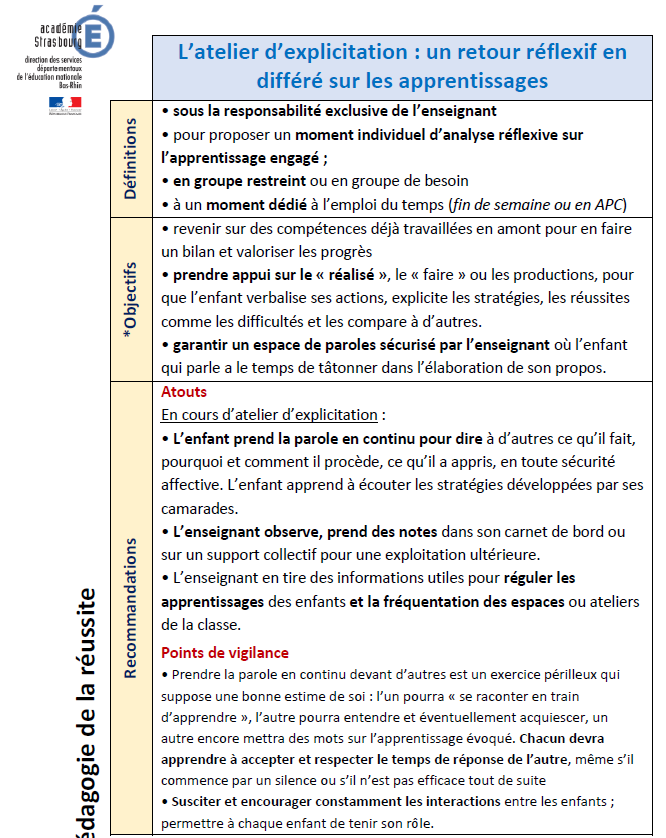 académie
Strasbourg
direction des services
départementaux
de l'éducation nationale
Bas-Rhin
L'atelier d'explicitation : un retour réflexif en
différé sur les apprentissages
Définitions
• sous la responsabilité exclusive de l'enseignant
• pour proposer un moment individuel d'analyse réflexive sur
l'apprentissage engagé ;
• en groupe restreint ou en groupe de besoin
• à un moment dédié à l'emploi du temps (fin de semaine ou en APC)
*Objectifs
• revenir sur des compétences déjà travaillées en amont pour en faire
un bilan et valoriser les progrès
• prendre appui sur le « réalisé », le « faire » ou les productions, pour
que l'enfant verbalise ses actions, explicite les stratégies, les réussites
comme les difficultés et les compare à d'autres.
• garantir un espace de paroles sécurisé par l'enseignant où l'enfant
qui parle a le temps de tâtonner dans l'élaboration de son propos.
Recommandations
Atouts
En cours d'atelier d'explicitation :
• L'enfant prend la parole en continu pour dire à d'autres ce qu'il fait,
pourquoi et comment il procède, ce qu'il a appris, en toute sécurité
affective. L'enfant apprend à écouter les stratégies développées par ses
camarades.
• L'enseignant observe, prend des notes dans son carnet de bord ou
sur un support collectif pour une exploitation ultérieure.
• L'enseignant en tire des informations utiles pour réguler les
apprentissages des enfants et la fréquentation des espaces ou ateliers
de la classe.
Points de vigilance
• Prendre la parole en continu devant d'autres est un exercice périlleux qui
suppose une bonne estime de soi : l'un pourra « se raconter en train
d'apprendre », l'autre pourra entendre et éventuellement acquiescer, un
autre encore mettra des mots sur l'apprentissage évoqué. Chacun devra
apprendre à accepter et respecter le temps de réponse de l'autre, même s'il
commence par un silence ou s'il n'est pas efficace tout de suite
• Susciter et encourager constamment les interactions entre les enfants ;
permettre à chaque enfant de tenir son rôle.
édagogie de la réussite